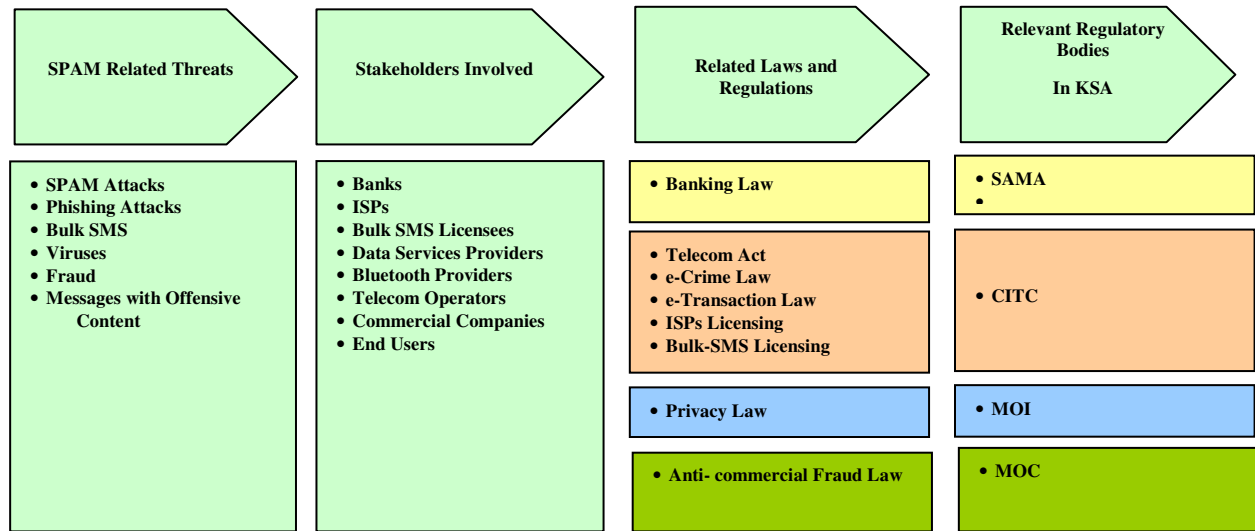 SPAM Related Threats
Stakeholders Involved
Related Laws and
Regulations
Relevant Regulatory
Bodies
In KSA
• SPAM Attacks
• Phishing Attacks
• Bulk SMS
• Viruses
• Fraud
• Messages with Offensive
Content
• Banks
• ISPs
• Bulk SMS Licensees
• Data Services Providers
• Bluetooth Providers
• Telecom Operators
• Commercial Companies
• End Users
• Banking Law
• Telecom Act
• e-Crime Law
• e-Transaction Law
• ISPs Licensing
• Bulk-SMS Licensing
• Privacy Law
• Anti- commercial Fraud Law
• SAMA
•
• CITC
• MOI
• MOC